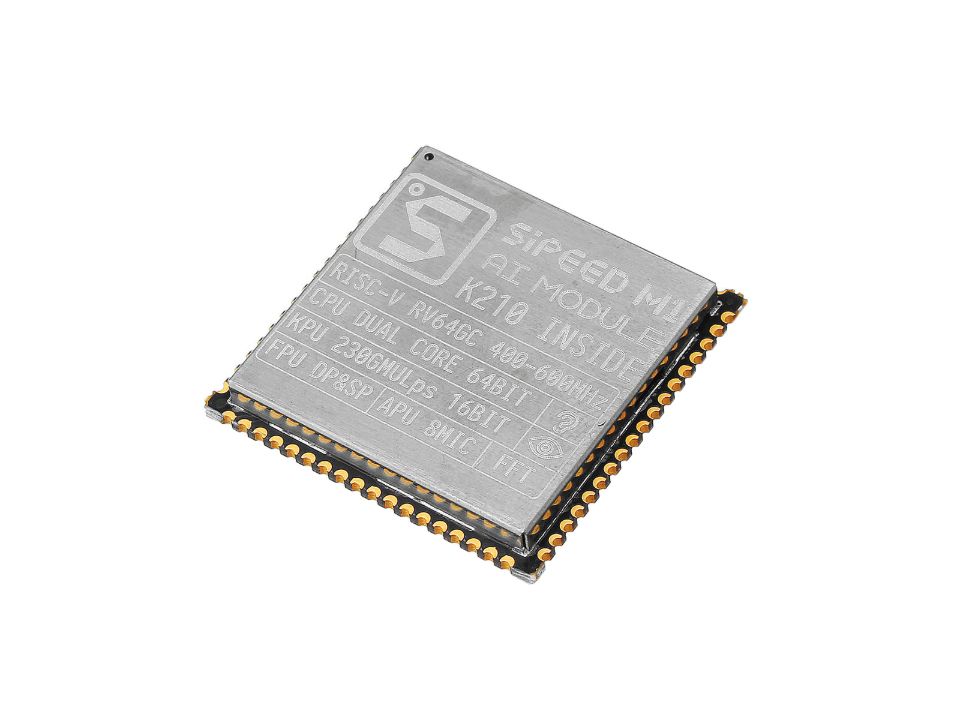 SiPEED M1
AI MODULE
K210 INSIDE
RISC-V RV64GC 400-600MHz
CPU DUAL CORE 64BIT
KPU 230GMULps 16BIT
FPU DP&SP APU 8MIC FFT